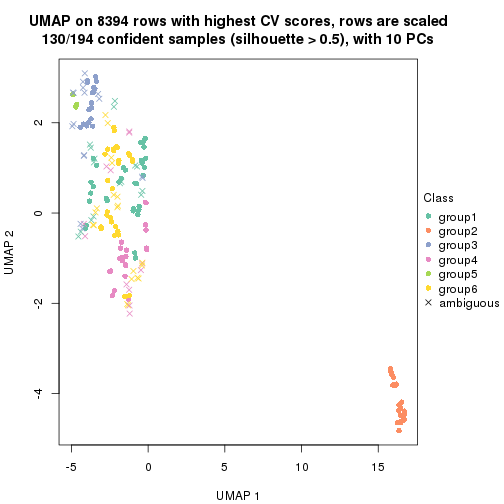 UMAP on 8394 rows with highest CV scores, rows are scaled
130/194 confident samples (silhouette > 0.5), with 10 PCs
2
0
-2
-4
UMAP 2
-5
0
5
10
15
UMAP 1
Class
group1
group2
group3
group4
group5
group6
ambiguous